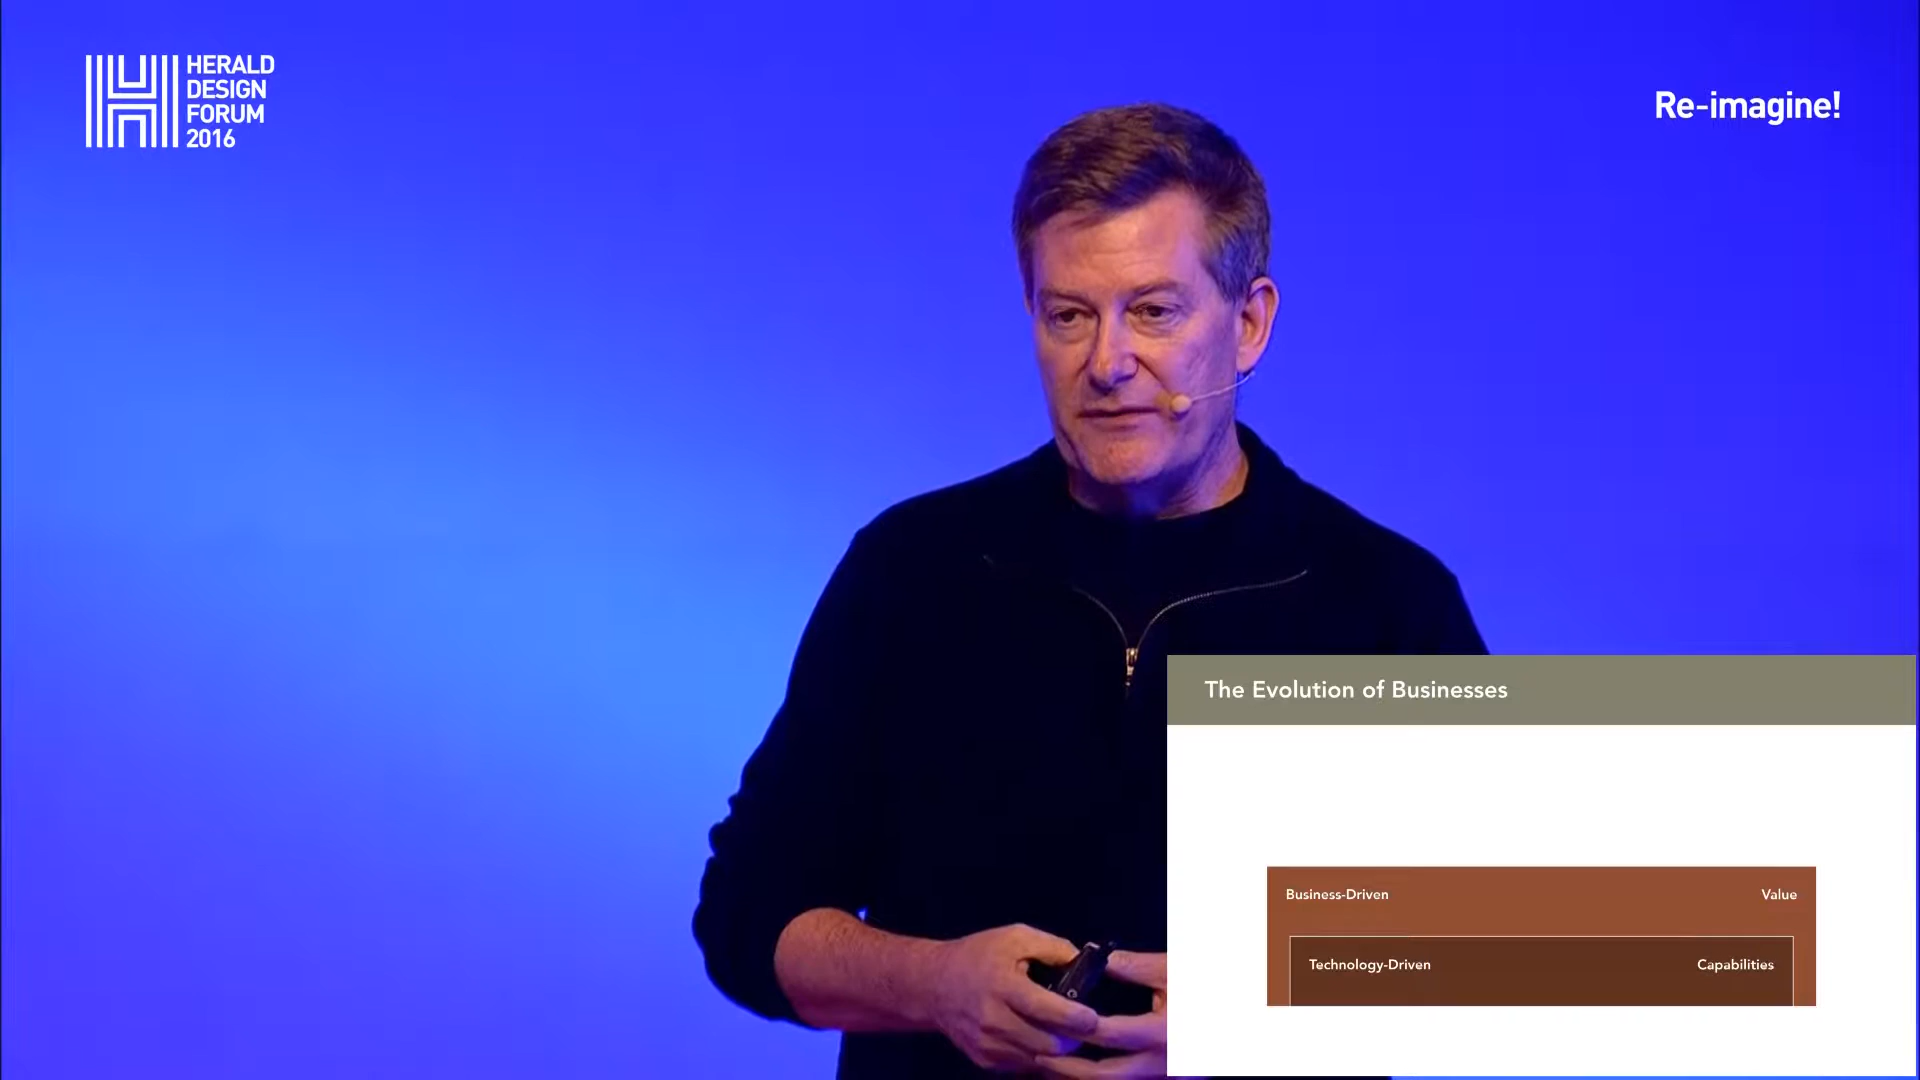 HERALD
DESIGN
FORUM
2016
Re-imagine!
The Evolution of Businesses
Business-Driven Value
Technology-Driven Capabilities